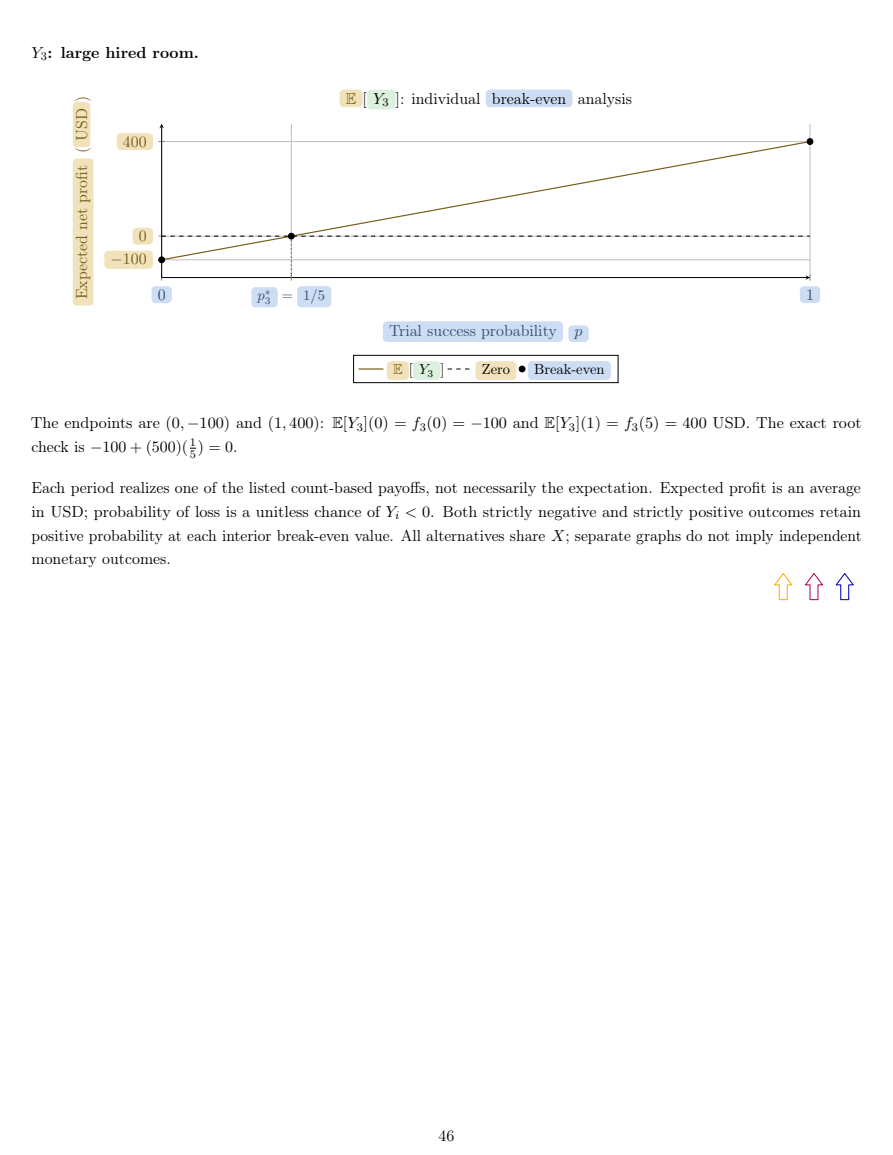 Y₃: large hired room.
𝔼[Y₃]: individual break-even analysis
Expected net profit (USD)
400
0
−100
0
p₃* = 1/5
1
Trial success probability p
𝔼[Y₃] Zero Break-even
The endpoints are (0, −100) and (1, 400): 𝔼[Y₃](0) = f₃(0) = −100 and 𝔼[Y₃](1) = f₃(5) = 400 USD. The exact root
check is −100 + (500)(1/5) = 0.
Each period realizes one of the listed count-based payoffs, not necessarily the expectation. Expected profit is an average
in USD; probability of loss is a unitless chance of Yᵢ < 0. Both strictly negative and strictly positive outcomes retain
positive probability at each interior break-even value. All alternatives share X; separate graphs do not imply independent
monetary outcomes.
46